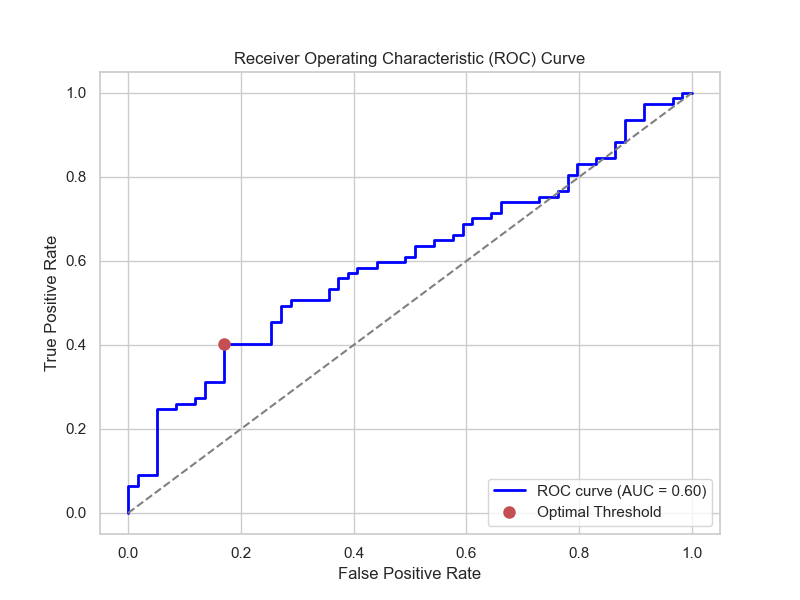 Receiver Operating Characteristic (ROC) Curve
True Positive Rate
1.0
0.8
0.6
0.4
0.2
0.0
ROC curve (AUC = 0.60)
Optimal Threshold
0.0 0.2 0.4 0.6 0.8 1.0
False Positive Rate